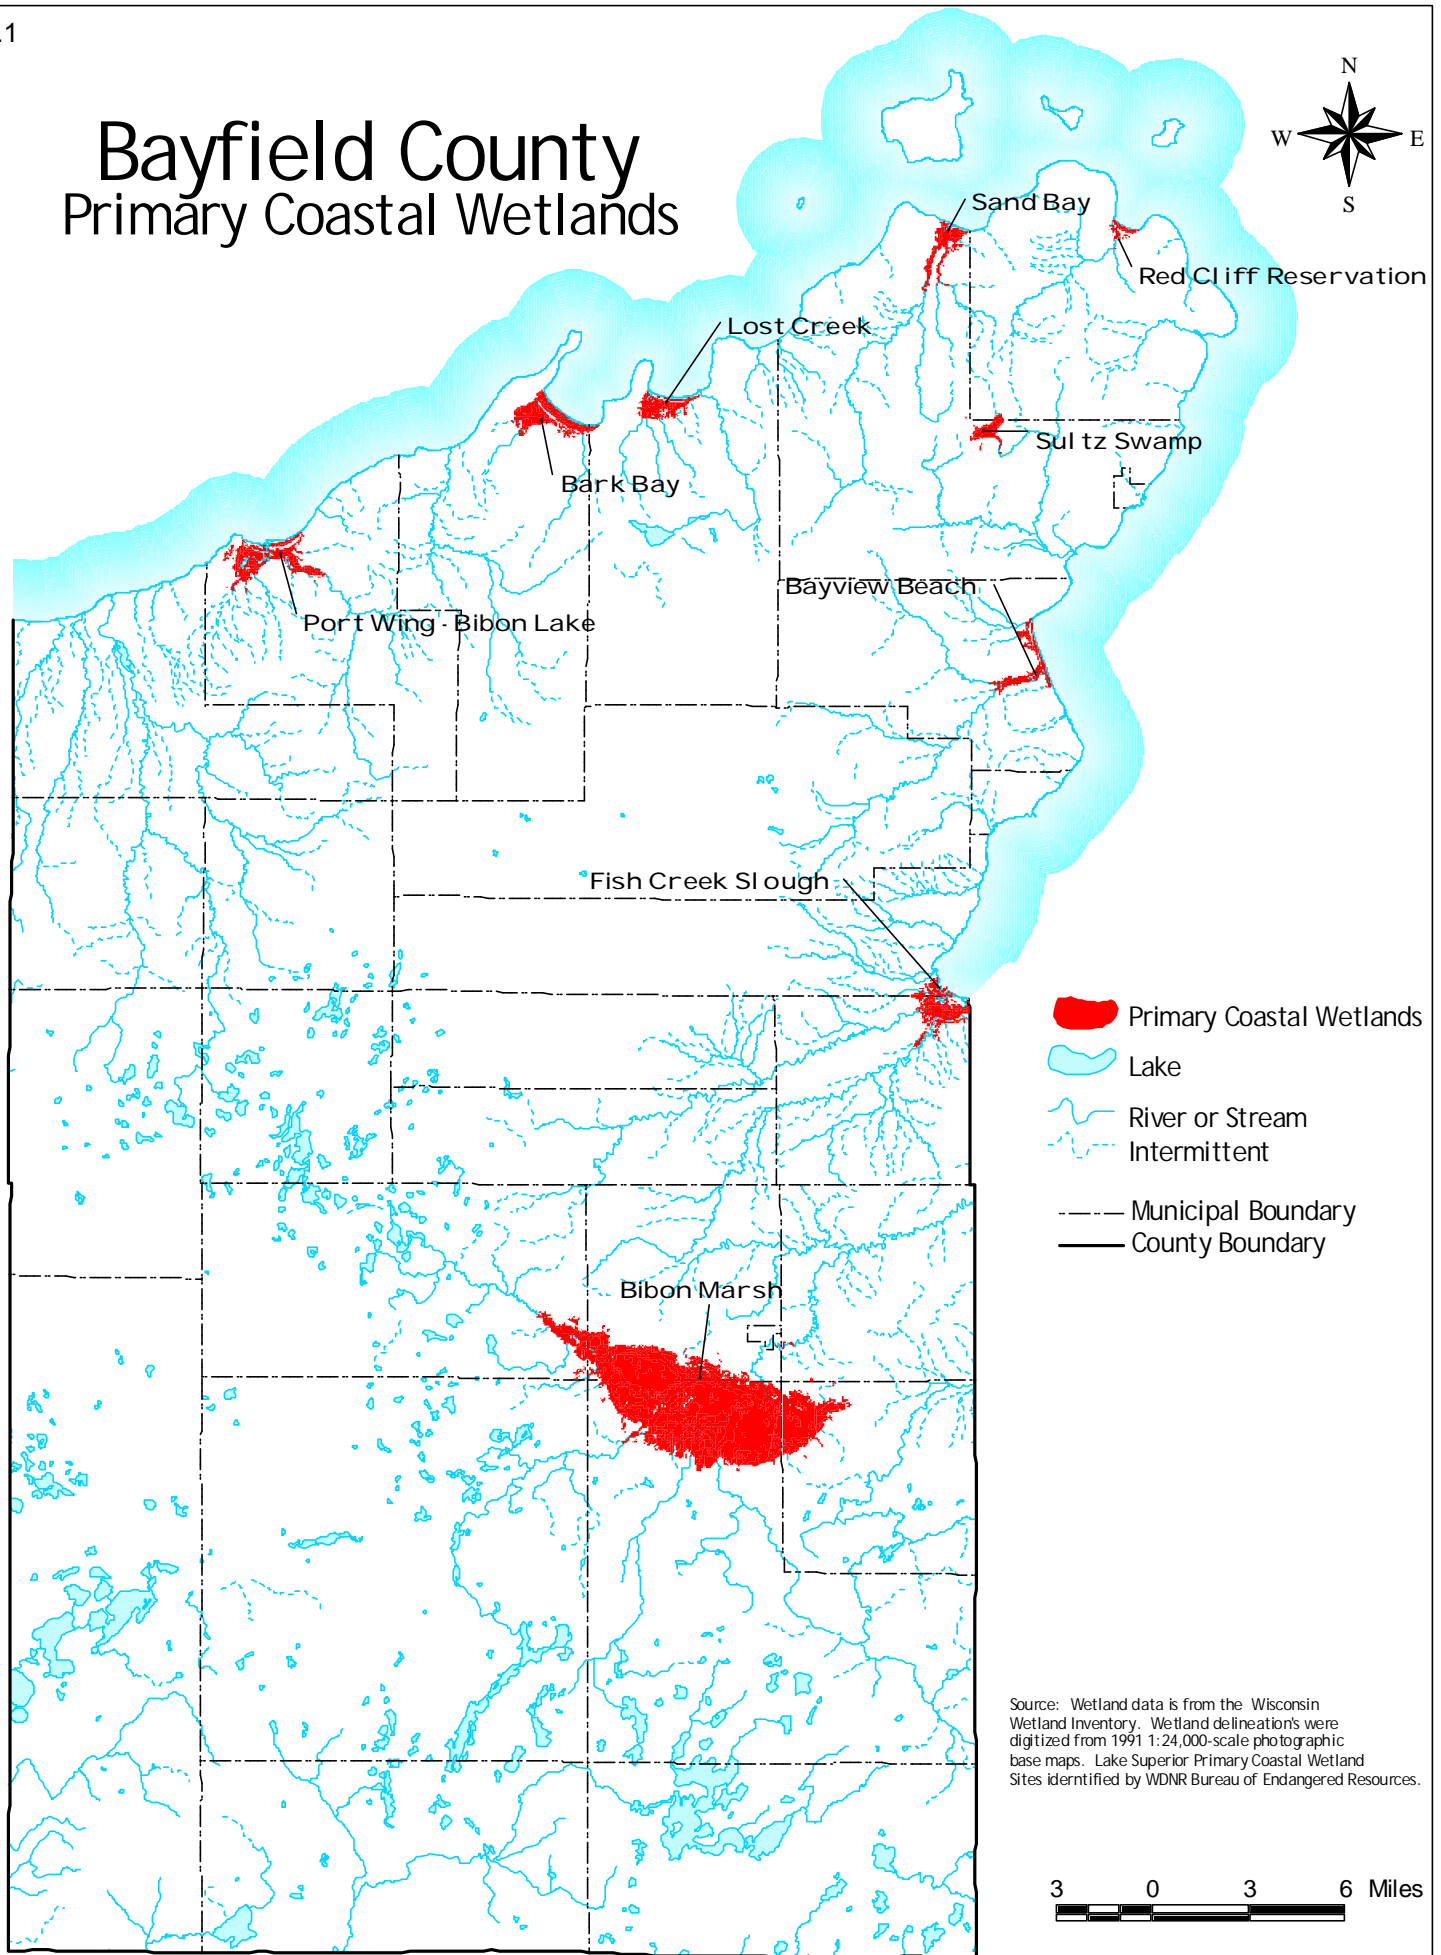 .1
Bayfield County
Primary Coastal Wetlands
N
W
E
S
Sand Bay
Red Cliff Reservation
Lost Creek
Sultz Swamp
Bark Bay
Bayview Beach
Port Wing - Bibon Lake
Fish Creek Slough
Primary Coastal Wetlands
Lake
River or Stream
Intermittent
Municipal Boundary
County Boundary
Bibon Marsh
Source: Wetland data is from the Wisconsin
Wetland Inventory. Wetland delineation's were
digitized from 1991 1:24,000-scale photographic
base maps. Lake Superior Primary Coastal Wetland
Sites iderntified by WDNR Bureau of Endangered Resources.
3 0 3 6 Miles